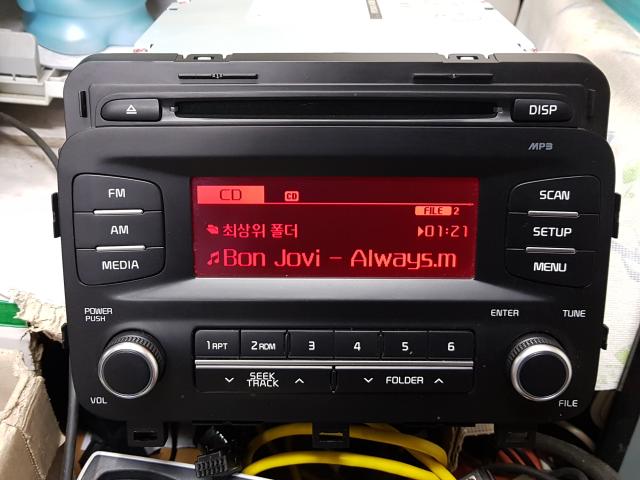 DISP
MP3
FM
AM
MEDIA
CD CD
FILE 2
최상위 폴더 01:21
Bon Jovi - Always.m
SCAN
SETUP
MENU
POWER
PUSH
VOL
1 RPT 2 RDM 3 4 5 6
SEEK
TRACK
FOLDER
ENTER TUNE
FILE